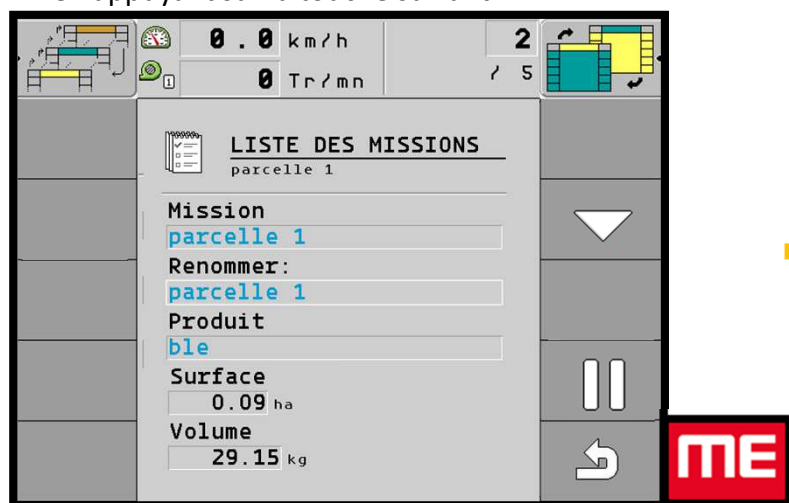 0.0 km/h
2
1
0 Tr/mn
/ 5
LISTE DES MISSIONS
parcelle 1
Mission
parcelle 1
Renommer:
parcelle 1
Produit
ble
Surface
0.09 ha
Volume
29.15 kg
ME